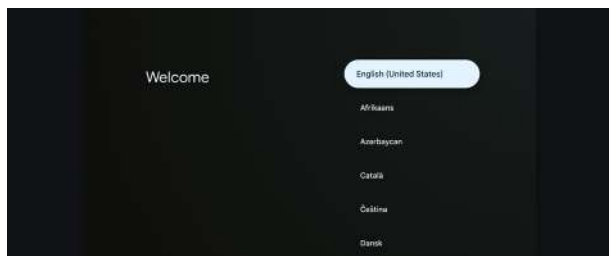 Welcome
English (United States)
Afrikaans
Azərbaycan
Català
Čeština
Dansk